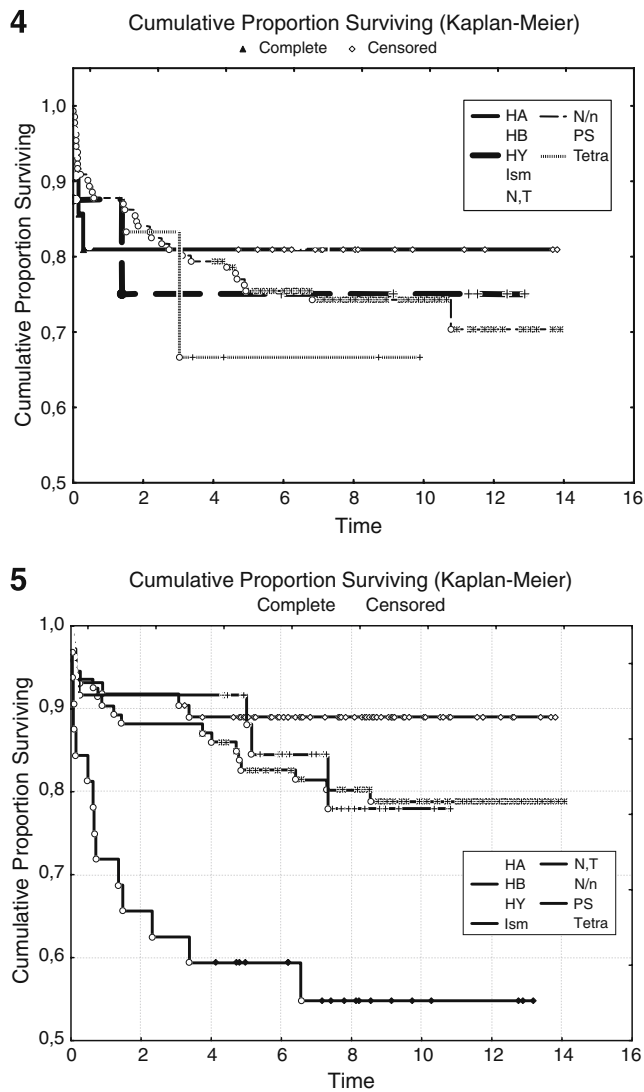 4
Cumulative Proportion Surviving (Kaplan-Meier)
Complete Censored
Cumulative Proportion Surviving
1,0
0,9
0,8
0,7
0,6
0,5
0 2 4 6 8 10 12 14 16
Time
HA N/n
HB PS
HY Tetra
Ism
N,T
5
Cumulative Proportion Surviving (Kaplan-Meier)
Complete Censored
Cumulative Proportion Surviving
1,0
0,9
0,8
0,7
0,6
0,5
0 2 4 6 8 10 12 14 16
Time
HA N,T
HB N/n
HY PS
Ism Tetra